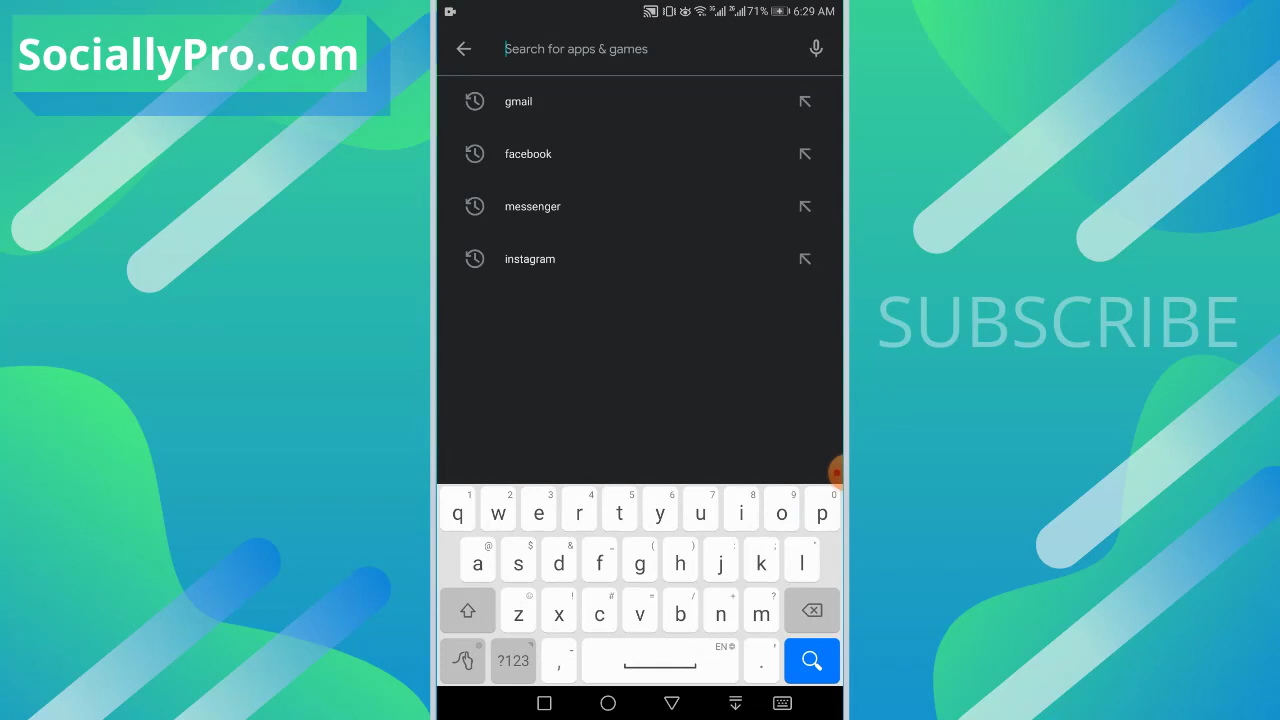 SociallyPro.com
71% 6:29 AM
Search for apps & games
gmail
facebook
messenger
instagram
SUBSCRIBE
1 2 3 4 5 6 7 8 9 0
q w e r t y u i o p
@ $ & _ ( ) : ; "
a s d f g h j k l
! # = / + ?
z x c v b n m
EN
?123 , .